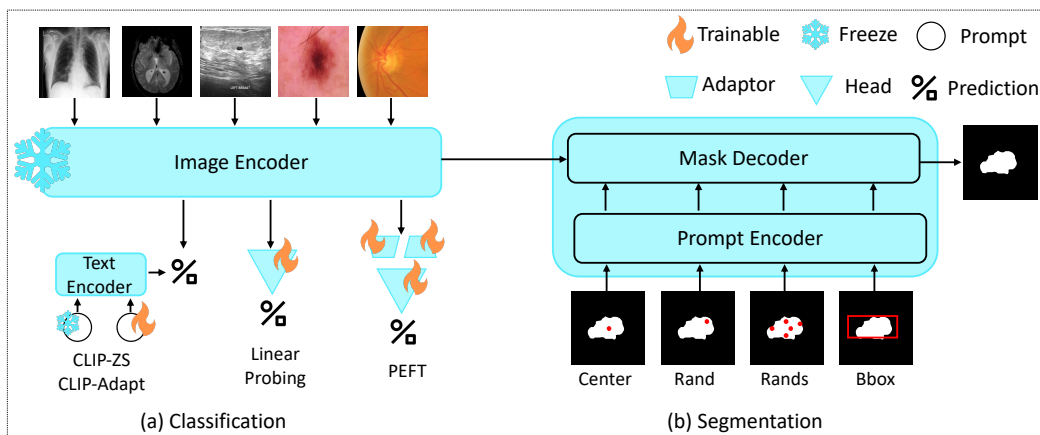 Trainable
Freeze
Prompt
Adaptor
Head
Prediction
Image Encoder
Text
Encoder
CLIP-ZS
CLIP-Adapt
Linear
Probing
PEFT
(a) Classification
Mask Decoder
Prompt Encoder
Center
Rand
Rands
Bbox
(b) Segmentation